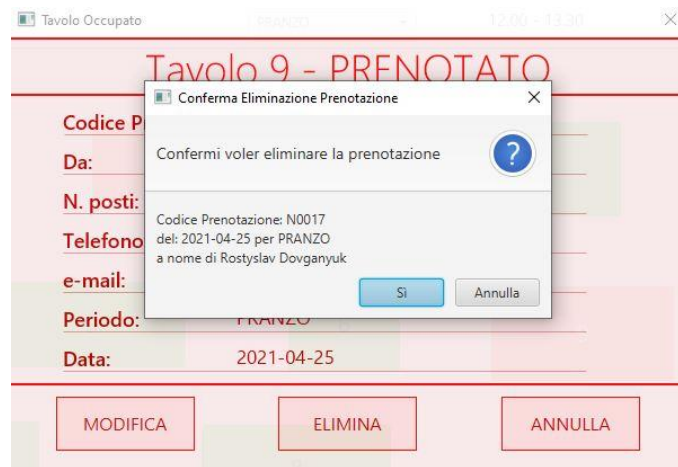 Tavolo Occupato
PRANZO
12:00 - 13:30
Tavolo 9 - PRENOTATO
Conferma Eliminazione Prenotazione
Codice P
Da:
Confermi voler eliminare la prenotazione
?
N. posti:
Codice Prenotazione: N0017
Telefono
del: 2021-04-25 per PRANZO
a nome di Rostyslav Dovganyuk
e-mail:
Sì
Annulla
Periodo:
PRANZO
Data:
2021-04-25
MODIFICA
ELIMINA
ANNULLA